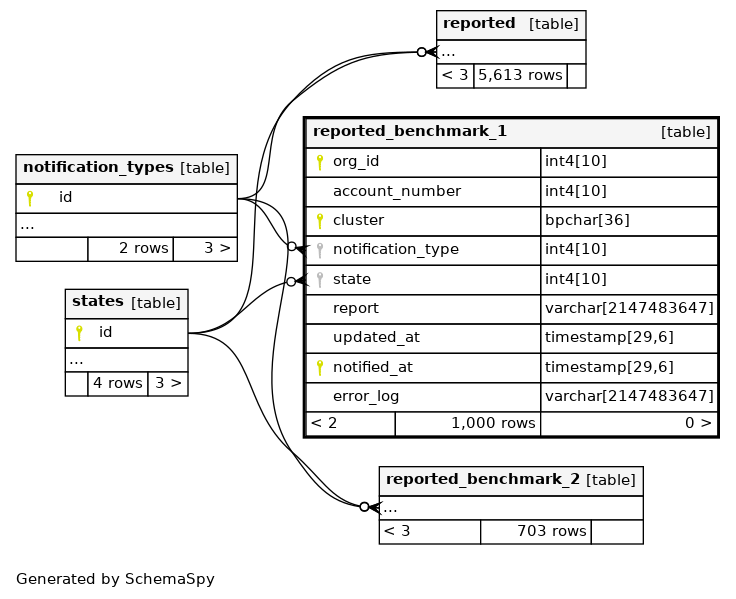 reported [table]
...
< 3 5,613 rows
reported_benchmark_1 [table]
org_id int4[10]
account_number int4[10]
cluster bpchar[36]
notification_type int4[10]
state int4[10]
report varchar[2147483647]
updated_at timestamp[29,6]
notified_at timestamp[29,6]
error_log varchar[2147483647]
< 2 1,000 rows 0 >
notification_types [table]
id
...
2 rows 3 >
states [table]
id
...
4 rows 3 >
reported_benchmark_2 [table]
...
< 3 703 rows
Generated by SchemaSpy